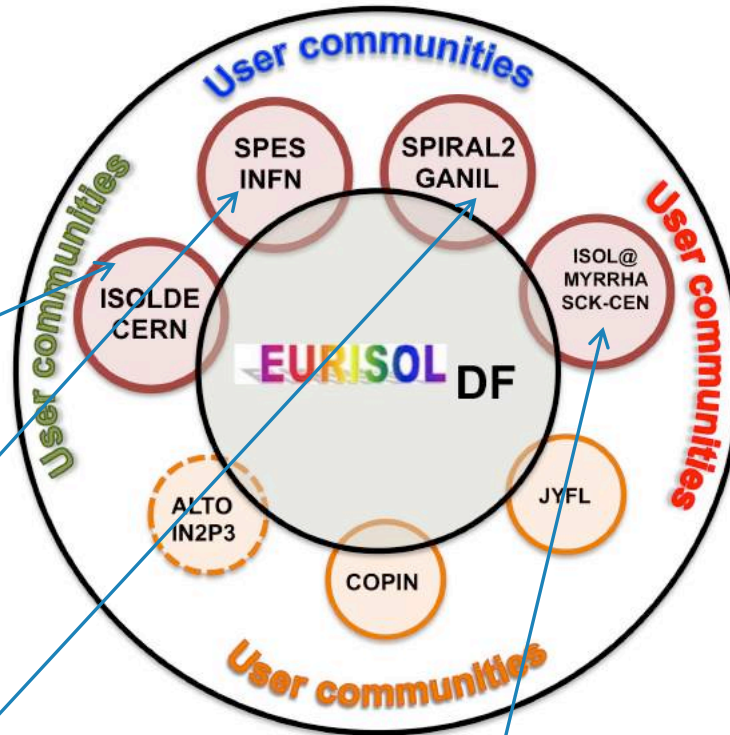 User communities
SPES
INFN
SPIRAL2
GANIL
User communities
User communities
ISOLDE
CERN
ISOL@
MYRRHA
SCK-CEN
EURISOL DF
ALTO
IN2P3
JYFL
COPIN
User communities